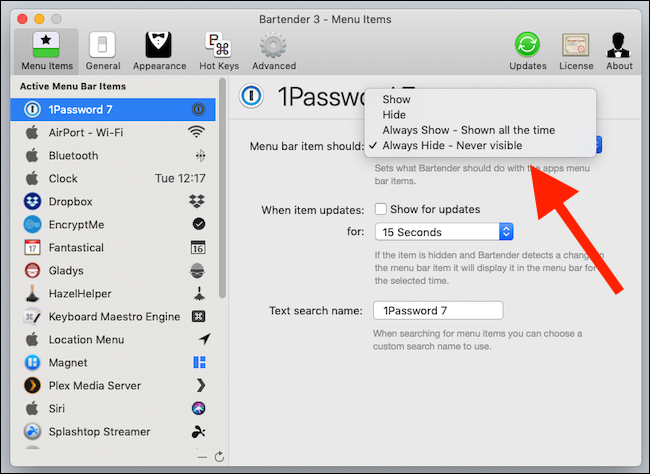 Bartender 3 - Menu Items
Menu Items
General
Appearance
Hot Keys
Advanced
Updates
License
About
Active Menu Bar Items
1Password 7
AirPort - Wi-Fi
Bluetooth
Clock Tue 12:17
Dropbox
EncryptMe
Fantastical
Gladys
HazelHelper
Keyboard Maestro Engine
Location Menu
Magnet
Plex Media Server
Siri
Splashtop Streamer
Menu bar item should:
Show
Hide
Always Show - Shown all the time
Always Hide - Never visible
Sets what Bartender should do with the apps menu
bar items.
When item updates: Show for updates
for: 15 Seconds
If the item is hidden and Bartender detects a change in
the menu bar item it will display it in the menu bar for
the selected time.
Text search name: 1Password 7
When searching for menu items you can choose a
custom search name to use.